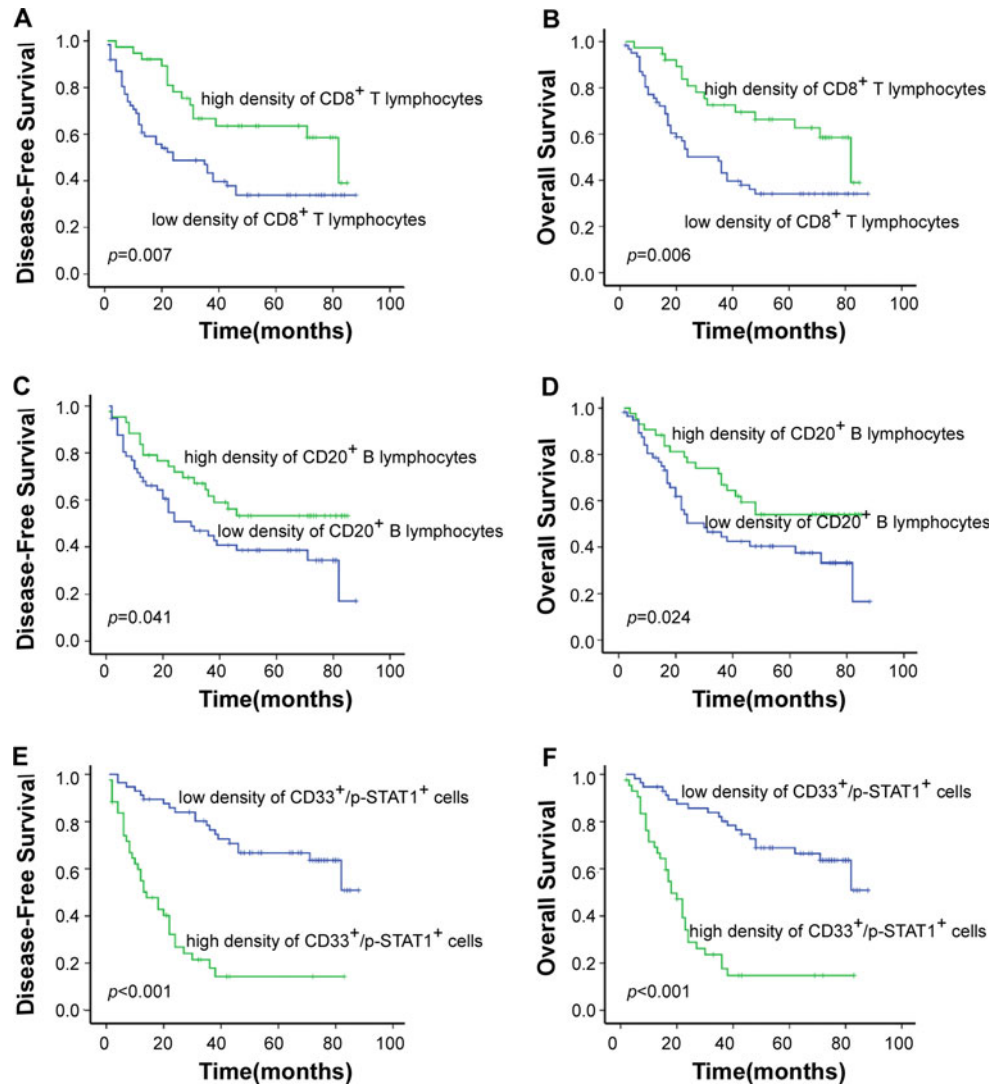 A
Disease-Free Survival
1.0
0.8
0.6
0.4
0.2
0.0
high density of CD8+ T lymphocytes
low density of CD8+ T lymphocytes
p=0.007
0 20 40 60 80 100
Time(months)
B
Overall Survival
1.0
0.8
0.6
0.4
0.2
0.0
high density of CD8+ T lymphocytes
low density of CD8+ T lymphocytes
p=0.006
0 20 40 60 80 100
Time(months)
C
Disease-Free Survival
1.0
0.8
0.6
0.4
0.2
0.0
high density of CD20+ B lymphocytes
low density of CD20+ B lymphocytes
p=0.041
0 20 40 60 80 100
Time(months)
D
Overall Survival
1.0
0.8
0.6
0.4
0.2
0.0
high density of CD20+ B lymphocytes
low density of CD20+ B lymphocytes
p=0.024
0 20 40 60 80 100
Time(months)
E
Disease-Free Survival
1.0
0.8
0.6
0.4
0.2
0.0
low density of CD33+/p-STAT1+ cells
high density of CD33+/p-STAT1+ cells
p<0.001
0 20 40 60 80 100
Time(months)
F
Overall Survival
1.0
0.8
0.6
0.4
0.2
0.0
low density of CD33+/p-STAT1+ cells
high density of CD33+/p-STAT1+ cells
p<0.001
0 20 40 60 80 100
Time(months)